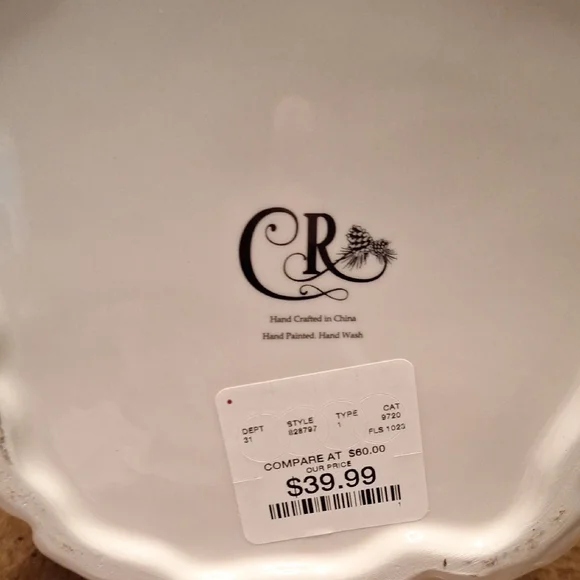 CR
Hand Crafted in China
Hand Painted. Hand Wash
DEPT STYLE TYPE CAT
31 828797 1 9720
FLS 1023
COMPARE AT $60.00
OUR PRICE
$39.99